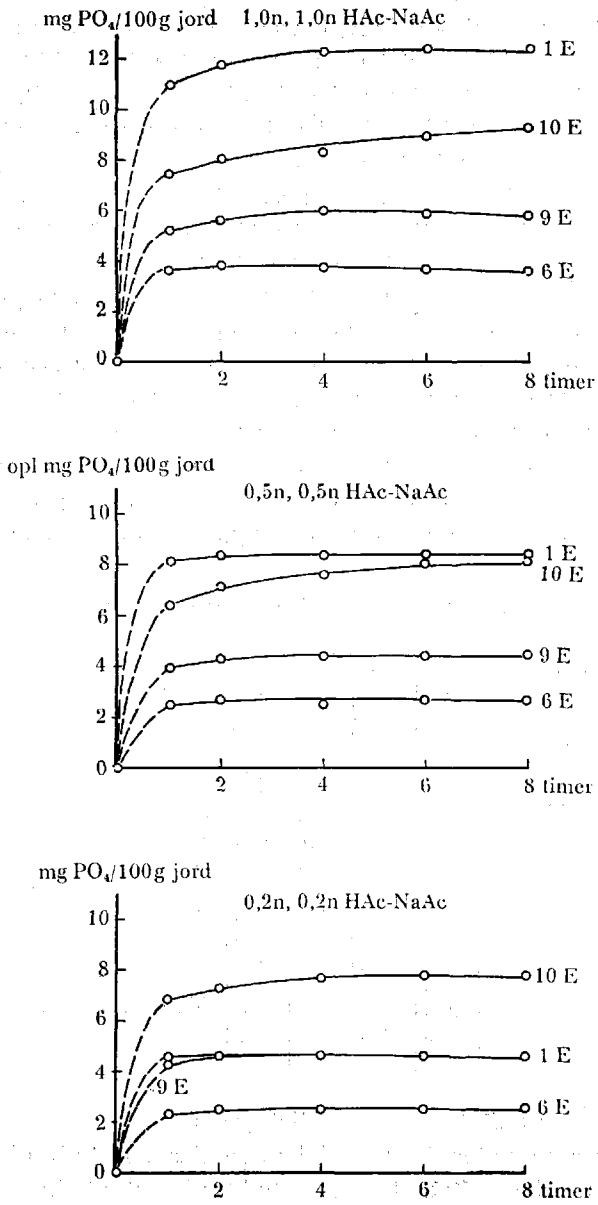 mg PO₄/100g jord 1,0n, 1,0n HAc-NaAc
12
1 E
10
10 E
8
6
9 E
4
6 E
2
0
2 4 6 8 timer
opl mg PO₄/100g jord
0,5n, 0,5n HAc-NaAc
10
8
1 E
10 E
6
4
9 E
6 E
2
0
2 4 6 8 timer
mg PO₄/100g jord
0,2n, 0,2n HAc-NaAc
10
8
10 E
6
1 E
4
9 E
6 E
2
0
2 4 6 8 timer